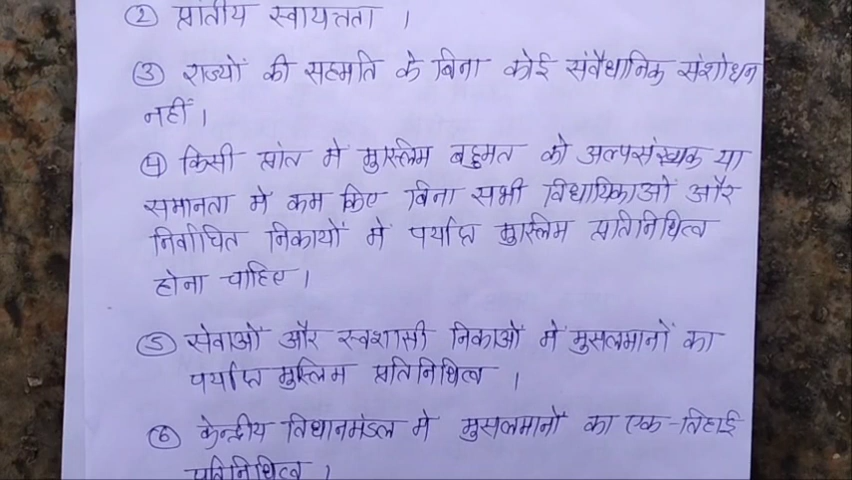 ② प्रांतीय स्वायत्तता ।
③ राज्यों की सहमति के बिना कोई संवैधानिक संशोधन
नहीं ।
④ किसी प्रांत में मुस्लिम बहुमत को अल्पसंख्यक या
समानता में कम किए बिना सभी विधायिकाओं और
निर्वाचित निकायों में पर्याप्त मुस्लिम प्रतिनिधित्व
होना चाहिए ।
⑤ सेवाओं और स्वशासी निकाओं में मुसलमानों का
पर्याप्त मुस्लिम प्रतिनिधित्व ।
⑥ केन्द्रीय विधानमंडल में मुसलमानों का एक-तिहाई
प्रतिनिधित्व ।